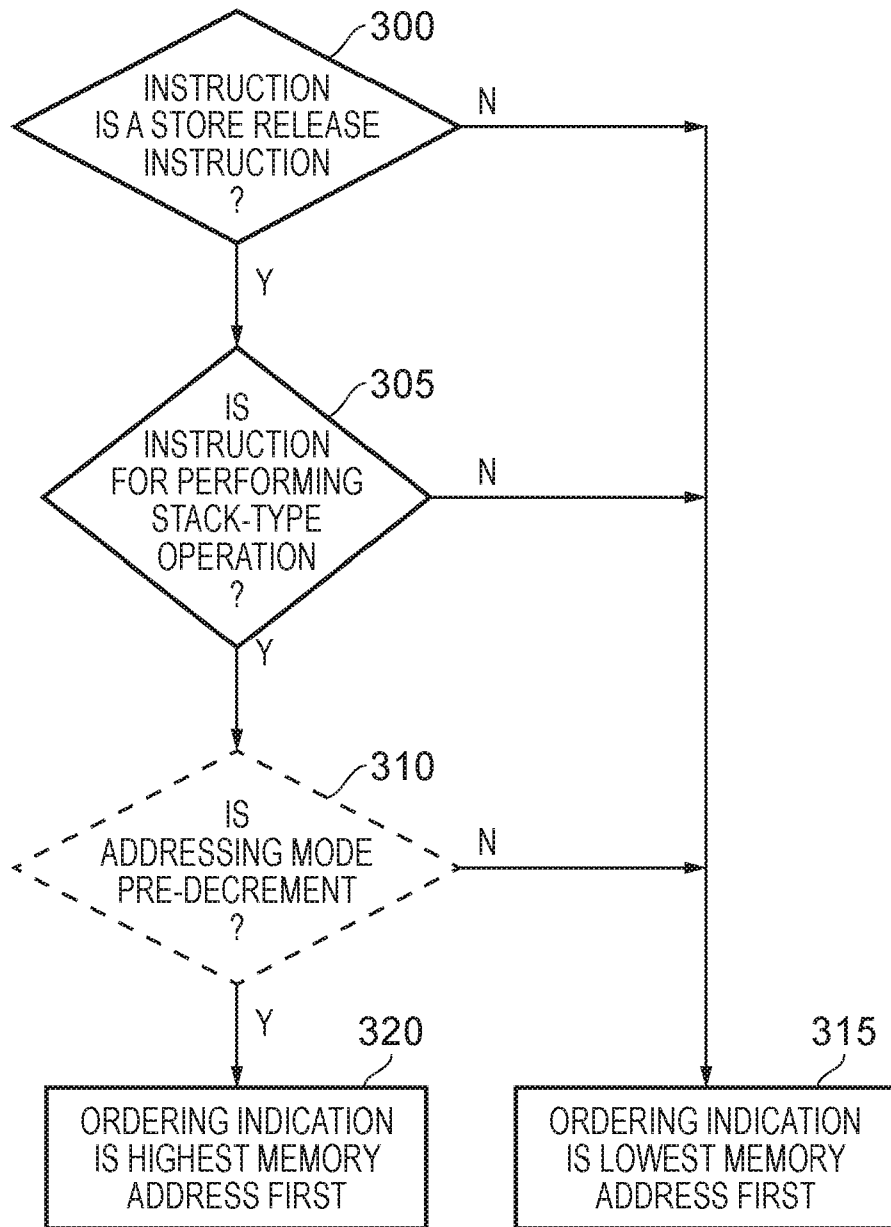 300
INSTRUCTION
IS A STORE RELEASE
INSTRUCTION
?
N
Y
305
IS
INSTRUCTION
FOR PERFORMING
STACK-TYPE
OPERATION
?
N
Y
310
IS
ADDRESSING MODE
PRE-DECREMENT
?
N
Y
320
ORDERING INDICATION
IS HIGHEST MEMORY
ADDRESS FIRST
315
ORDERING INDICATION
IS LOWEST MEMORY
ADDRESS FIRST